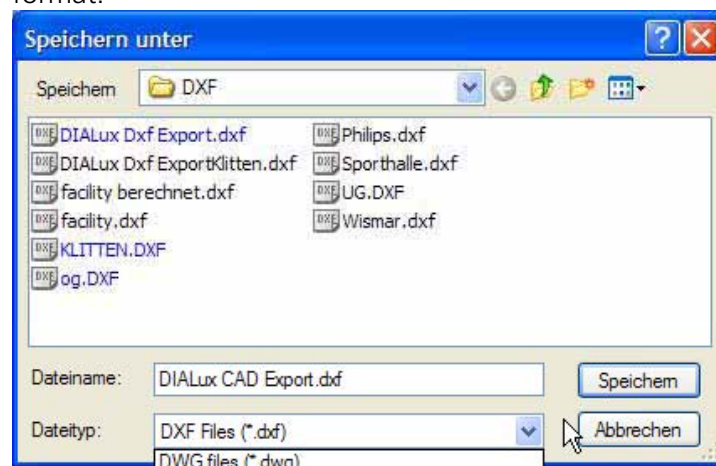 format.
Speichern unter
Speichern DXF
DIALux Dxf Export.dxf
DIALux Dxf ExportKlitten.dxf
facility berechnet.dxf
facility.dxf
KLITTEN.DXF
og.DXF
Philips.dxf
Sporthalle.dxf
UG.DXF
Wismar.dxf
Dateiname: DIALux CAD Export.dxf Speichern
Dateityp: DXF Files (*.dxf) Abbrechen
DWG files (*.dwg)